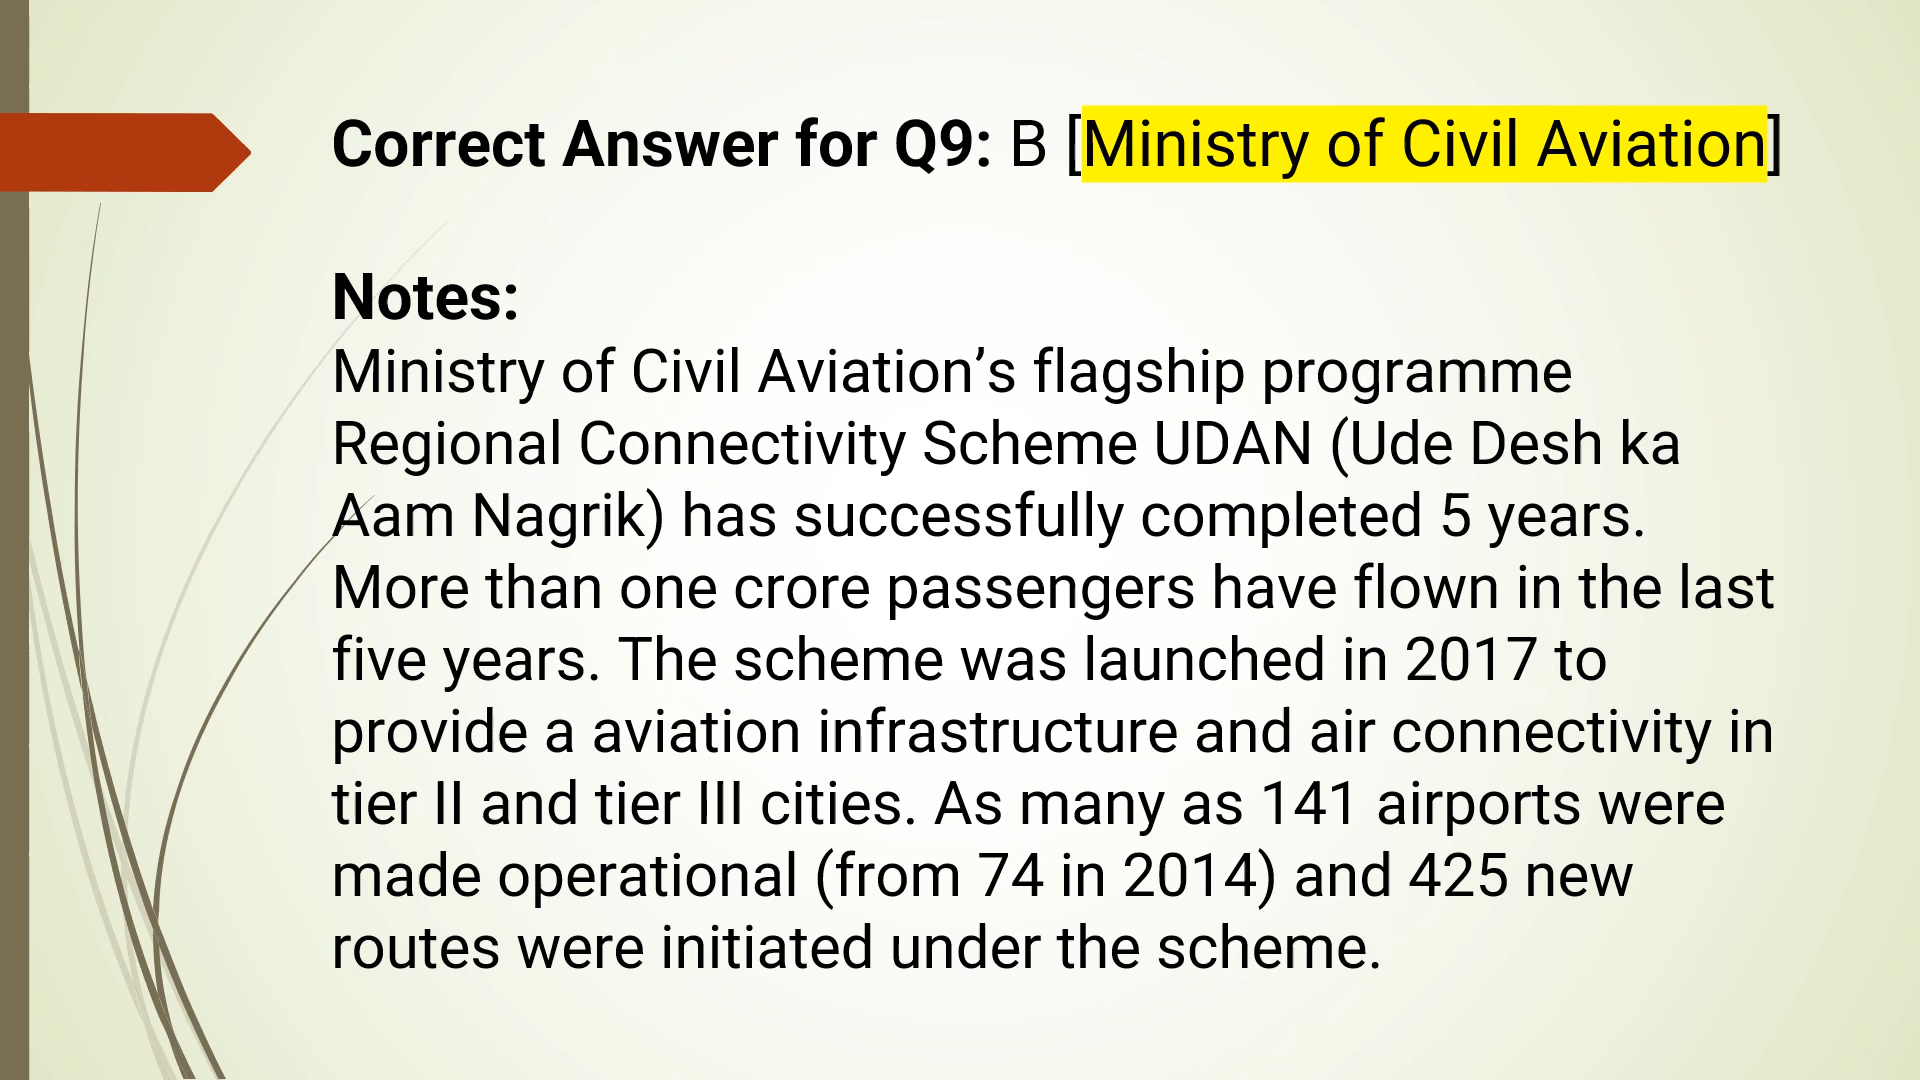 Correct Answer for Q9: B [Ministry of Civil Aviation]
Notes:
Ministry of Civil Aviation’s flagship programme
Regional Connectivity Scheme UDAN (Ude Desh ka
Aam Nagrik) has successfully completed 5 years.
More than one crore passengers have flown in the last
five years. The scheme was launched in 2017 to
provide a aviation infrastructure and air connectivity in
tier II and tier III cities. As many as 141 airports were
made operational (from 74 in 2014) and 425 new
routes were initiated under the scheme.